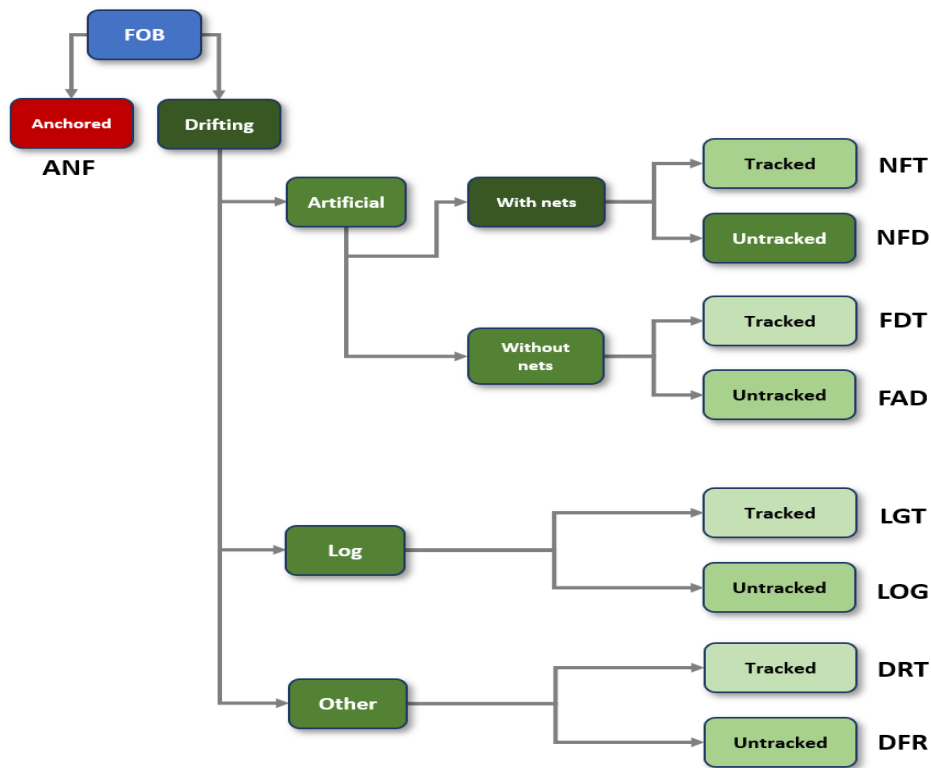 FOB
Anchored
Drifting
ANF
Artificial
With nets
Tracked
NFT
Untracked
NFD
Without
nets
Tracked
FDT
Untracked
FAD
Log
Tracked
LGT
Untracked
LOG
Other
Tracked
DRT
Untracked
DFR